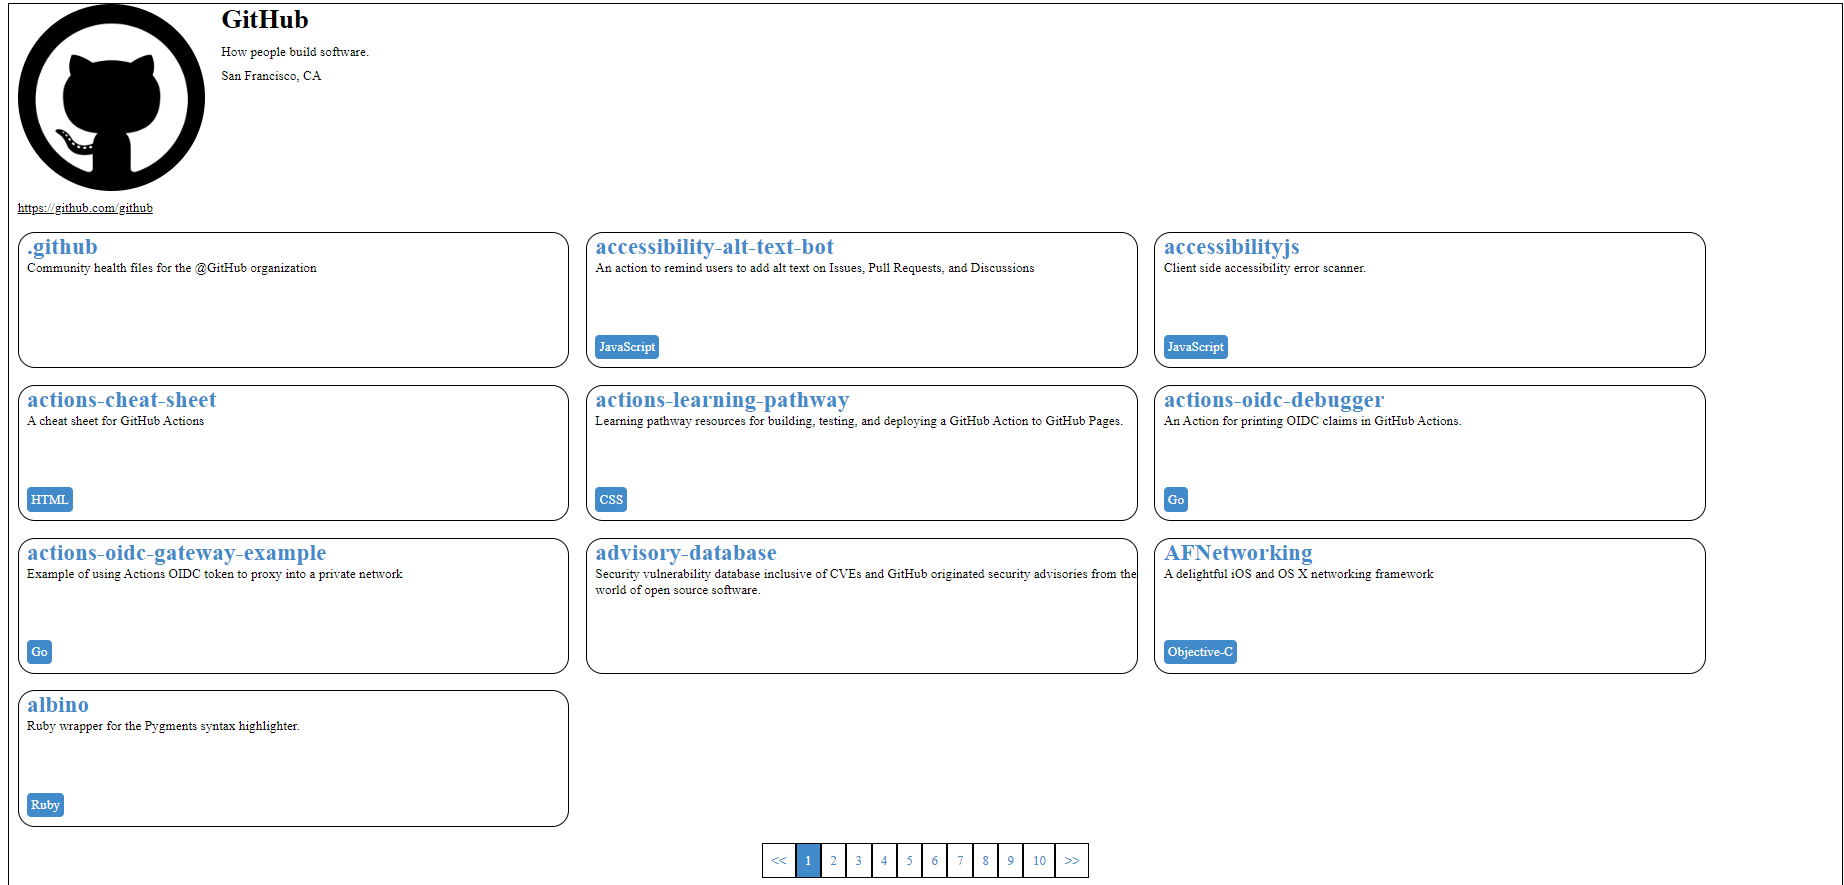 GitHub
How people build software.
San Francisco, CA
https://github.com/github
.github
Community health files for the @GitHub organization
accessibility-alt-text-bot
An action to remind users to add alt text on Issues, Pull Requests, and Discussions
JavaScript
accessibilityjs
Client side accessibility error scanner.
JavaScript
actions-cheat-sheet
A cheat sheet for GitHub Actions
HTML
actions-learning-pathway
Learning pathway resources for building, testing, and deploying a GitHub Action to GitHub Pages.
CSS
actions-oidc-debugger
An Action for printing OIDC claims in GitHub Actions.
Go
actions-oidc-gateway-example
Example of using Actions OIDC token to proxy into a private network
Go
advisory-database
Security vulnerability database inclusive of CVEs and GitHub originated security advisories from the
world of open source software.
AFNetworking
A delightful iOS and OS X networking framework
Objective-C
albino
Ruby wrapper for the Pygments syntax highlighter.
Ruby
<< 1 2 3 4 5 6 7 8 9 10 >>